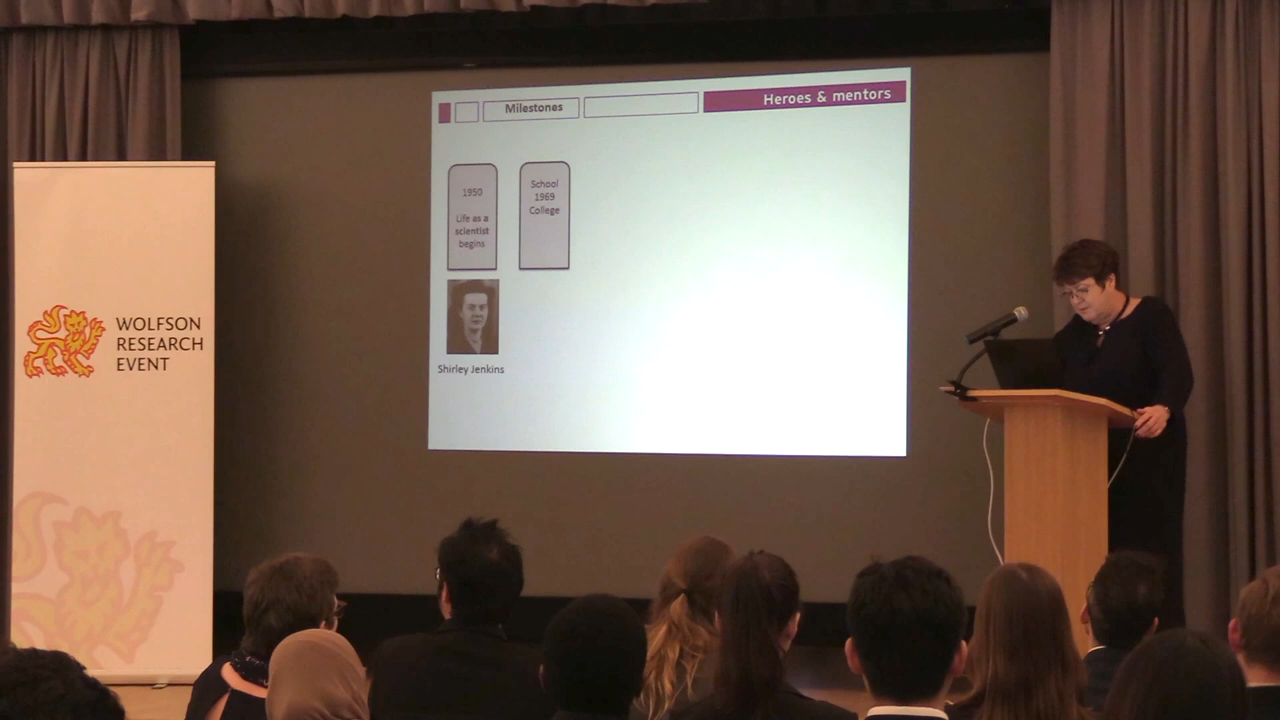 WOLFSON
RESEARCH
EVENT
Milestones
Heroes & mentors
1950
Life as a
scientist
begins
School
1969
College
Shirley Jenkins